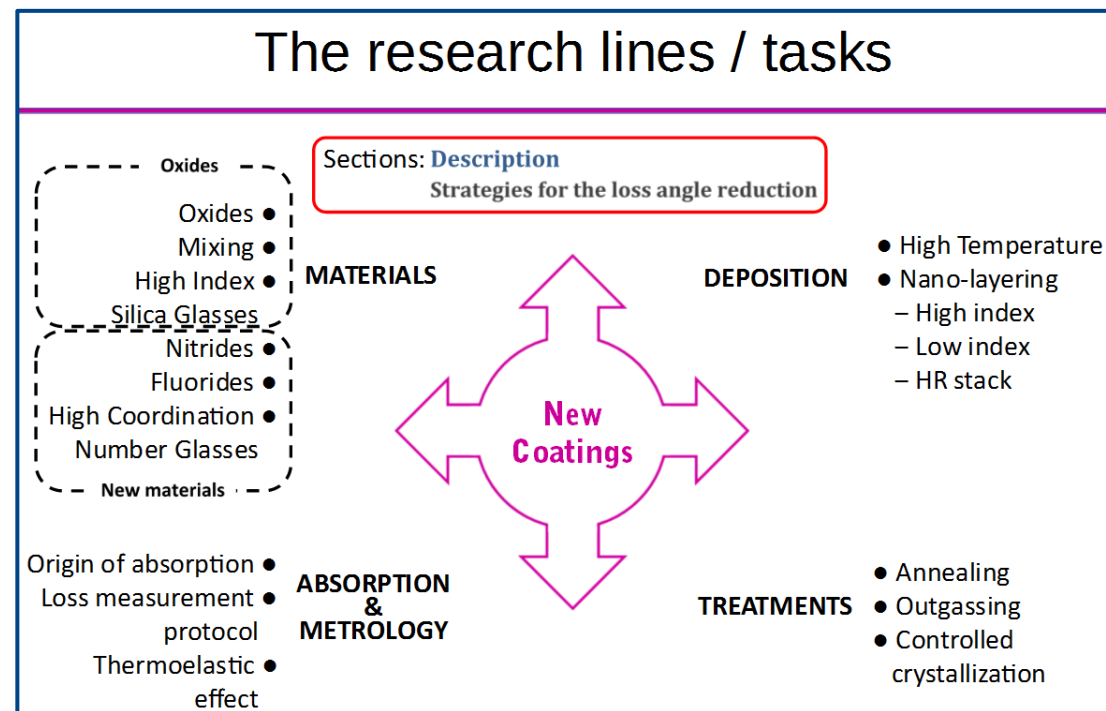 The research lines / tasks
Sections: Description
Strategies for the loss angle reduction
Oxides
Oxides ●
Mixing ●
High Index ●
Silica Glasses
Nitrides ●
Fluorides ●
High Coordination ●
Number Glasses
New materials
MATERIALS
DEPOSITION
● High Temperature
● Nano-layering
– High index
– Low index
– HR stack
New
Coatings
Origin of absorption ●
Loss measurement ●
protocol
Thermoelastic ●
effect
ABSORPTION
&
METROLOGY
TREATMENTS
● Annealing
● Outgassing
● Controlled
crystallization